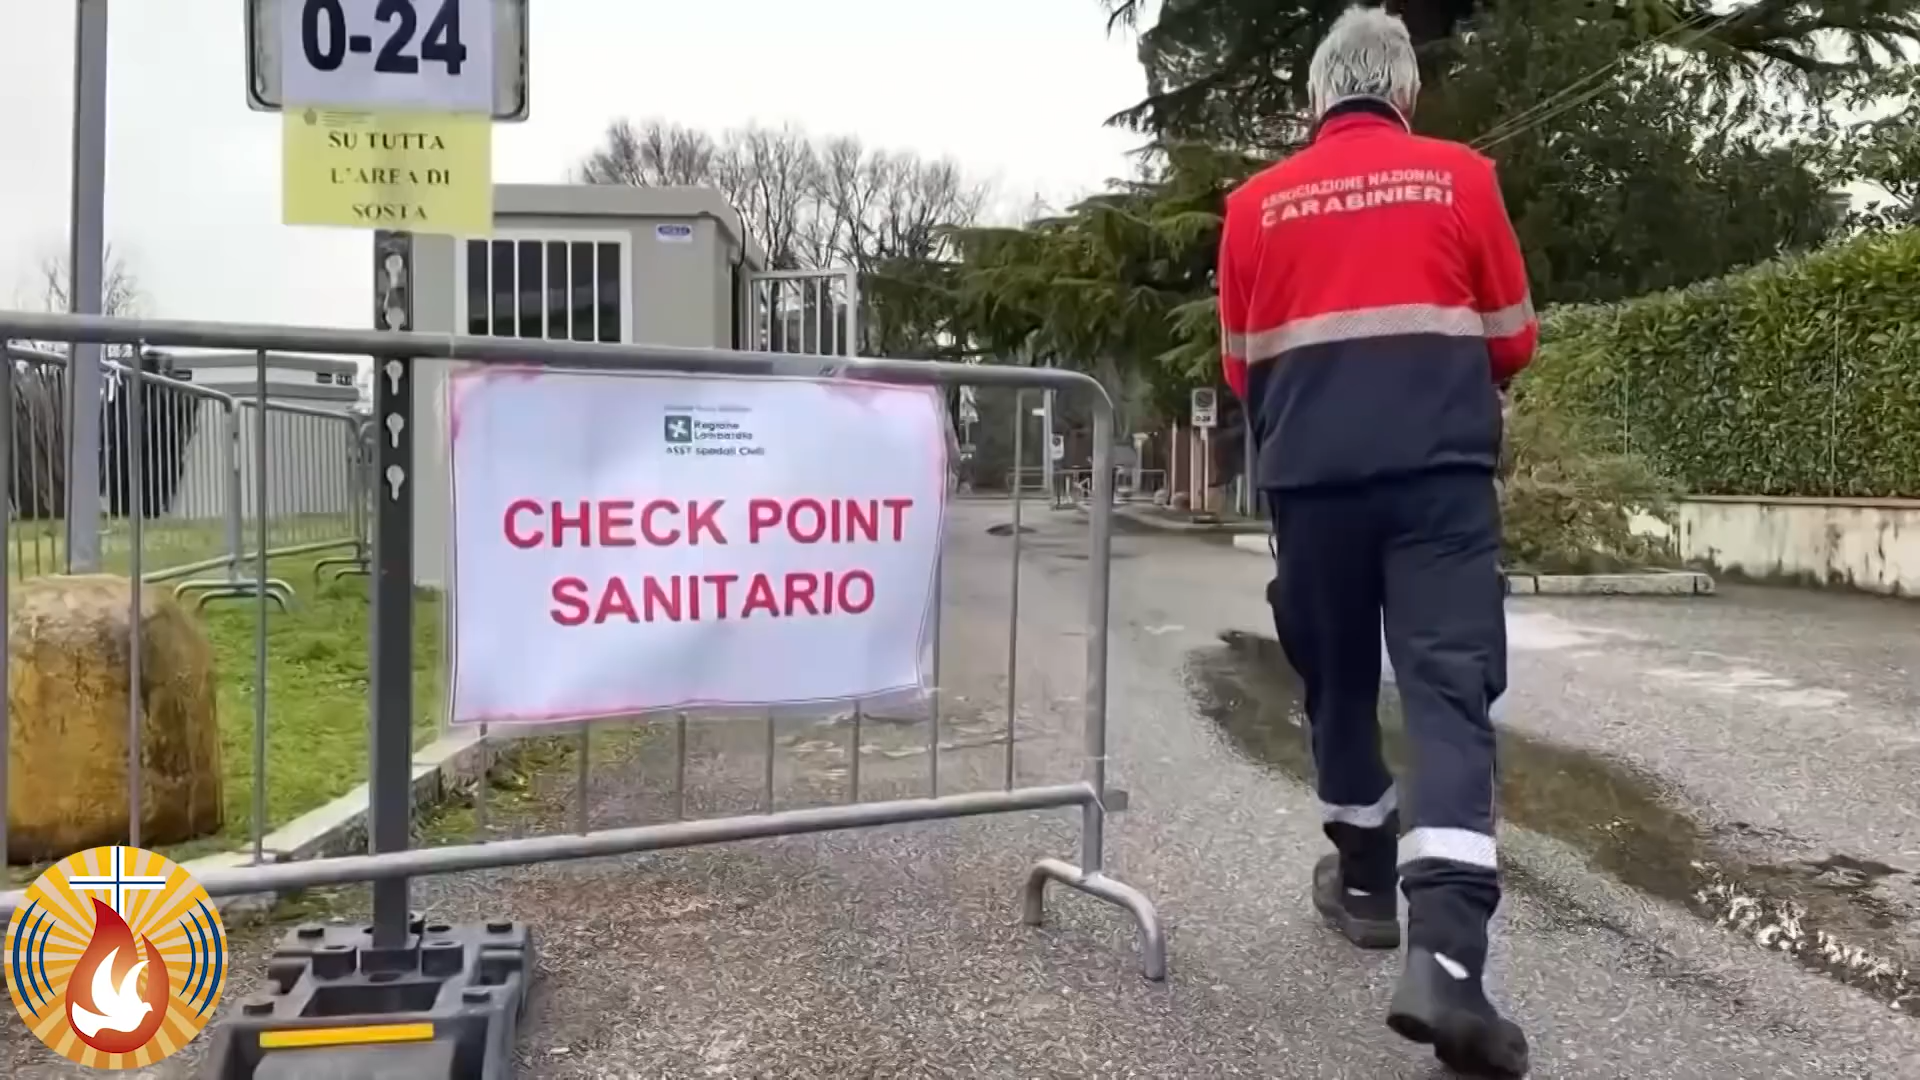 0-24
SU TUTTA
L'AREA DI
SOSTA
ASSOCIAZIONE NAZIONALE
CARABINIERI
Regione
Lombardia
ASST Spedali Civili
CHECK POINT
SANITARIO